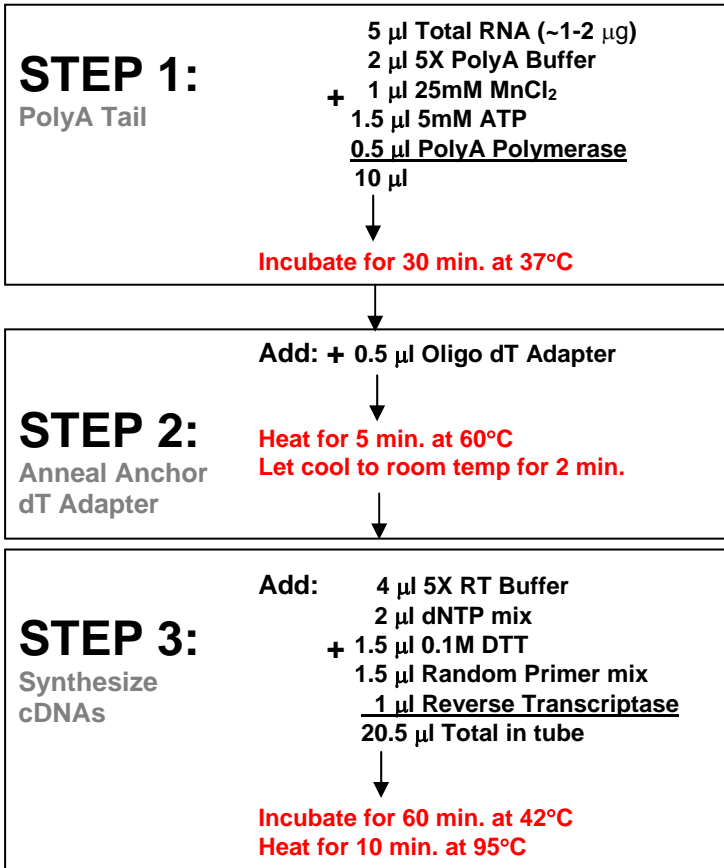 STEP 1:
PolyA Tail
5 µl Total RNA (~1-2 µg)
2 µl 5X PolyA Buffer
+ 1 µl 25mM MnCl₂
1.5 µl 5mM ATP
0.5 µl PolyA Polymerase
10 µl
Incubate for 30 min. at 37°C
Add: + 0.5 µl Oligo dT Adapter
STEP 2:
Anneal Anchor
dT Adapter
Heat for 5 min. at 60°C
Let cool to room temp for 2 min.
STEP 3:
Synthesize
cDNAs
Add: 4 µl 5X RT Buffer
2 µl dNTP mix
+ 1.5 µl 0.1M DTT
1.5 µl Random Primer mix
1 µl Reverse Transcriptase
20.5 µl Total in tube
Incubate for 60 min. at 42°C
Heat for 10 min. at 95°C